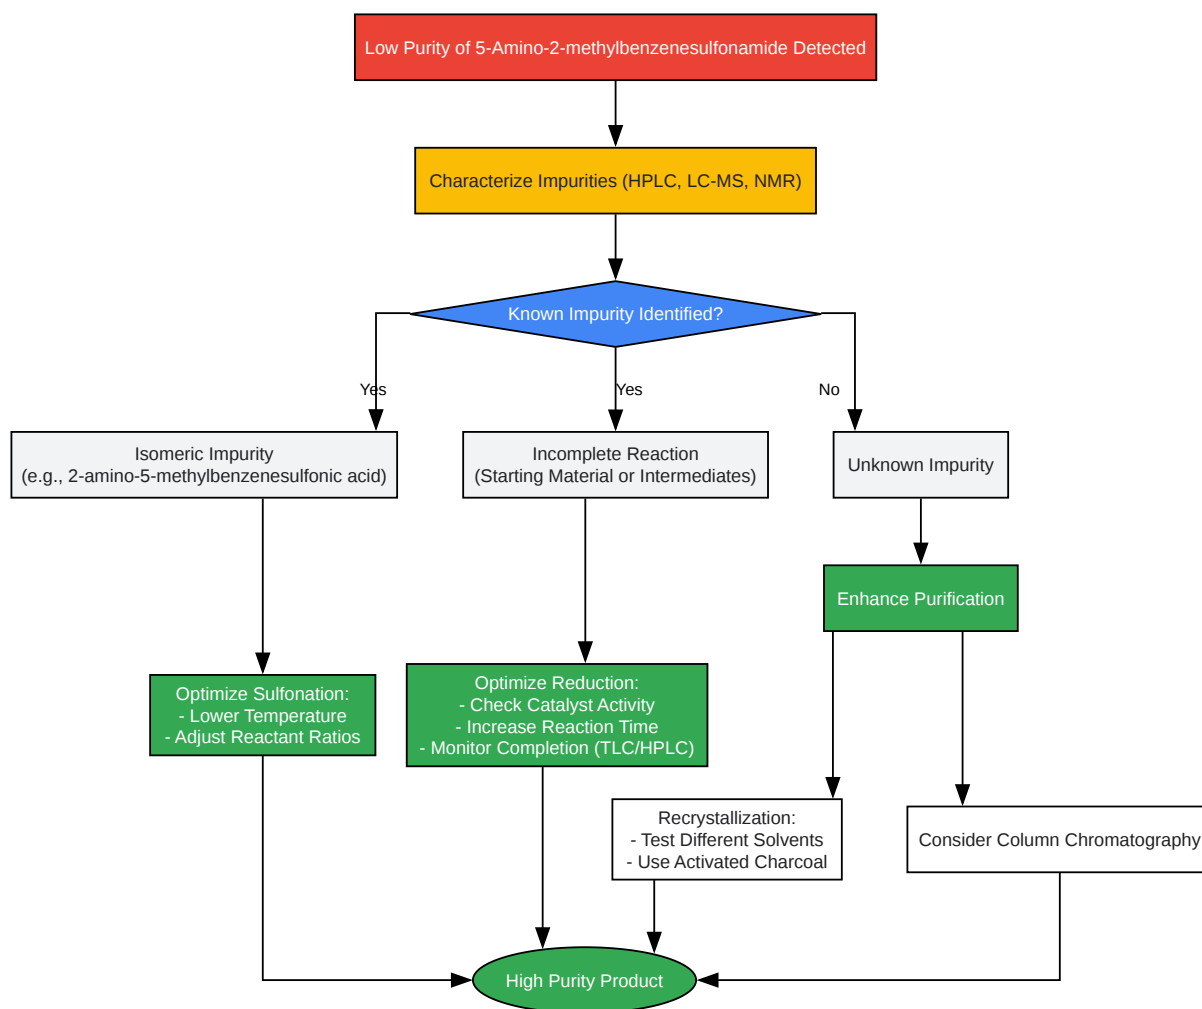 Low Purity of 5-Amino-2-methylbenzenesulfonamide Detected
Characterize Impurities (HPLC, LC-MS, NMR)
Known Impurity Identified?
Yes
Yes
No
Isomeric Impurity
(e.g., 2-amino-5-methylbenzenesulfonic acid)
Incomplete Reaction
(Starting Material or Intermediates)
Unknown Impurity
Enhance Purification
Optimize Sulfonation:
- Lower Temperature
- Adjust Reactant Ratios
Optimize Reduction:
- Check Catalyst Activity
- Increase Reaction Time
- Monitor Completion (TLC/HPLC)
Recrystallization:
- Test Different Solvents
- Use Activated Charcoal
Consider Column Chromatography
High Purity Product